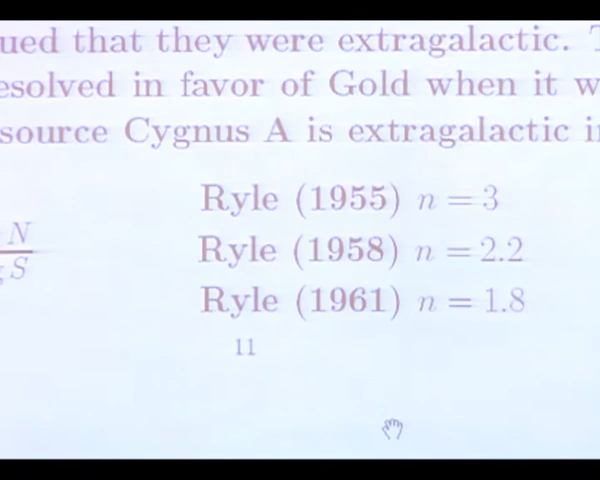 ued that they were extragalactic.
esolved in favor of Gold when it w
source Cygnus A is extragalactic i
Ryle (1955) n = 3
N
Ryle (1958) n = 2.2
S
Ryle (1961) n = 1.8
11